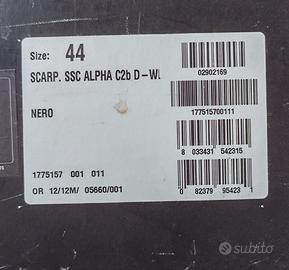 Size: 44
SCARP. SSC ALPHA C2b D-WL
02902169
NERO
177515700111
8 033431 542315
1775157 001 011
OR 12/12M/ 05660/001
0 82379 95423 1
subito